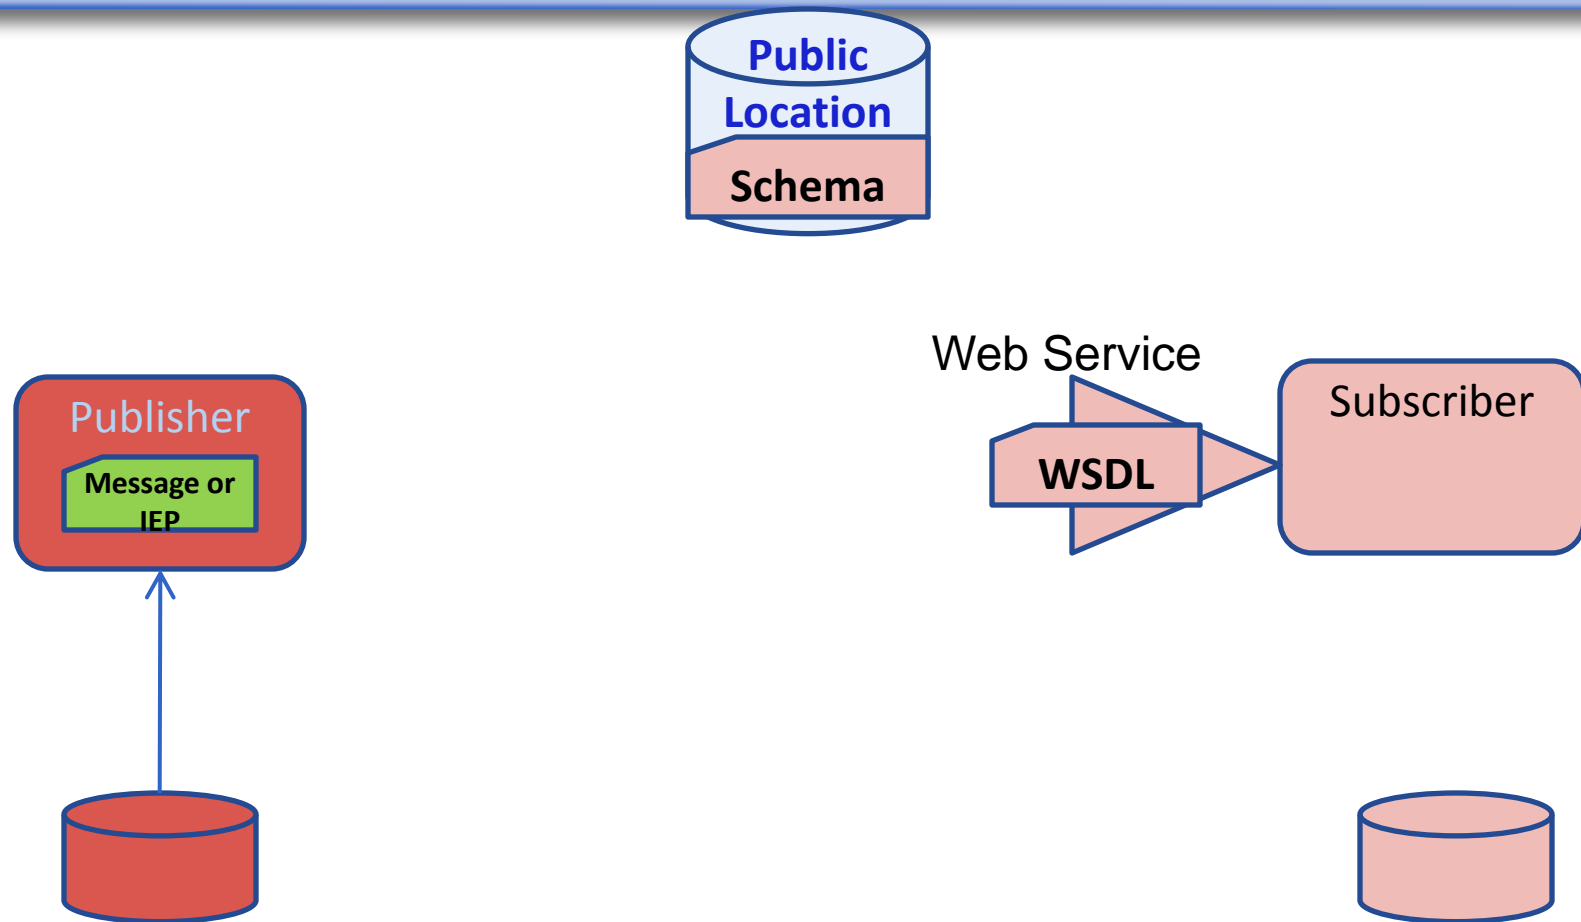 Public
Location
Schema
Web Service
Publisher
Message or
IEP
WSDL
Subscriber